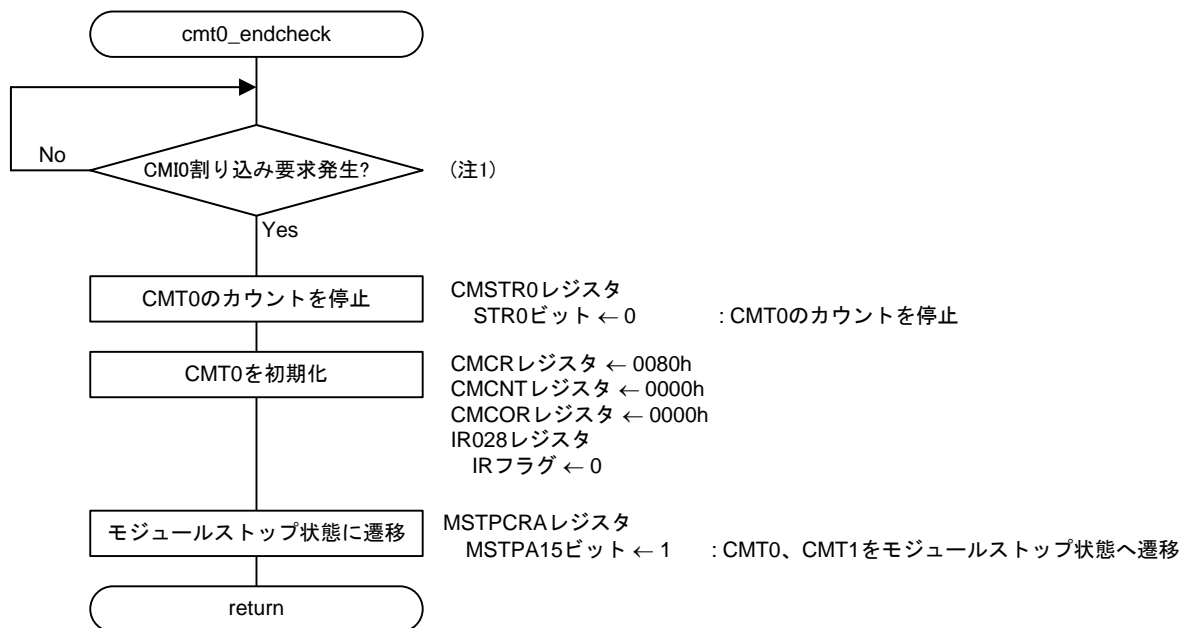 cmt0_endcheck
No
CMI0割り込み要求発生?
(注1)
Yes
CMT0のカウントを停止
CMSTR0レジスタ
STR0ビット ← 0 : CMT0のカウントを停止
CMT0を初期化
CMCRレジスタ ← 0080h
CMCNTレジスタ ← 0000h
CMCORレジスタ ← 0000h
IR028レジスタ
IRフラグ ← 0
モジュールストップ状態に遷移
MSTPCRAレジスタ
MSTPA15ビット ← 1 : CMT0、CMT1をモジュールストップ状態へ遷移
return